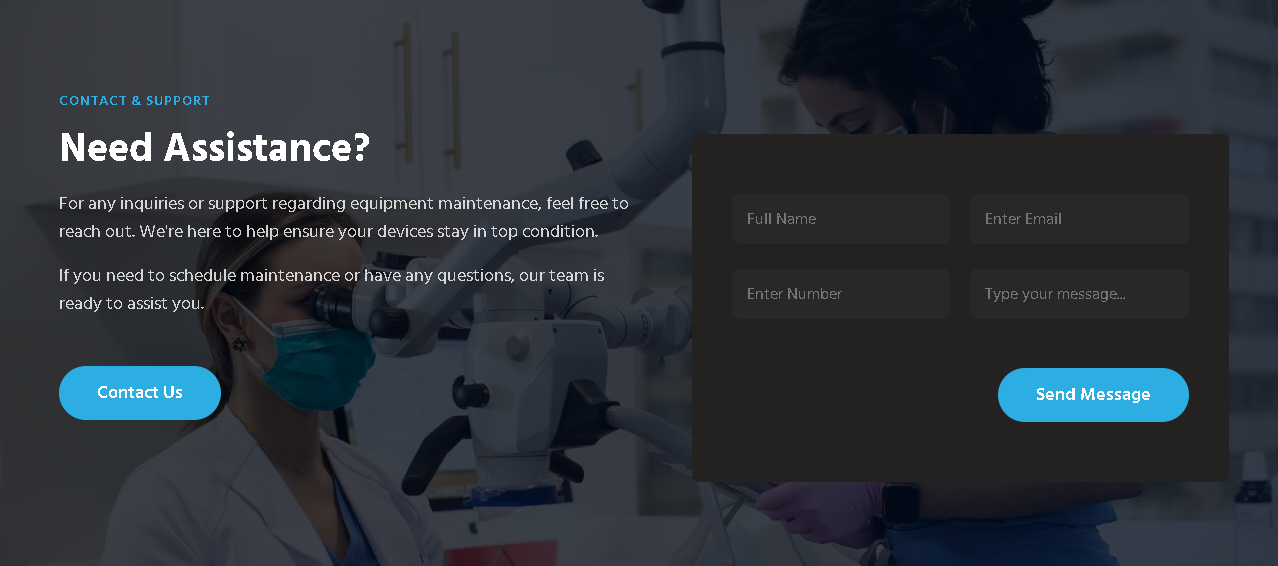 CONTACT & SUPPORT
Need Assistance?
For any inquiries or support regarding equipment maintenance, feel free to
reach out. We're here to help ensure your devices stay in top condition.
If you need to schedule maintenance or have any questions, our team is
ready to assist you.
Contact Us
Full Name
Enter Email
Enter Number
Type your message...
Send Message